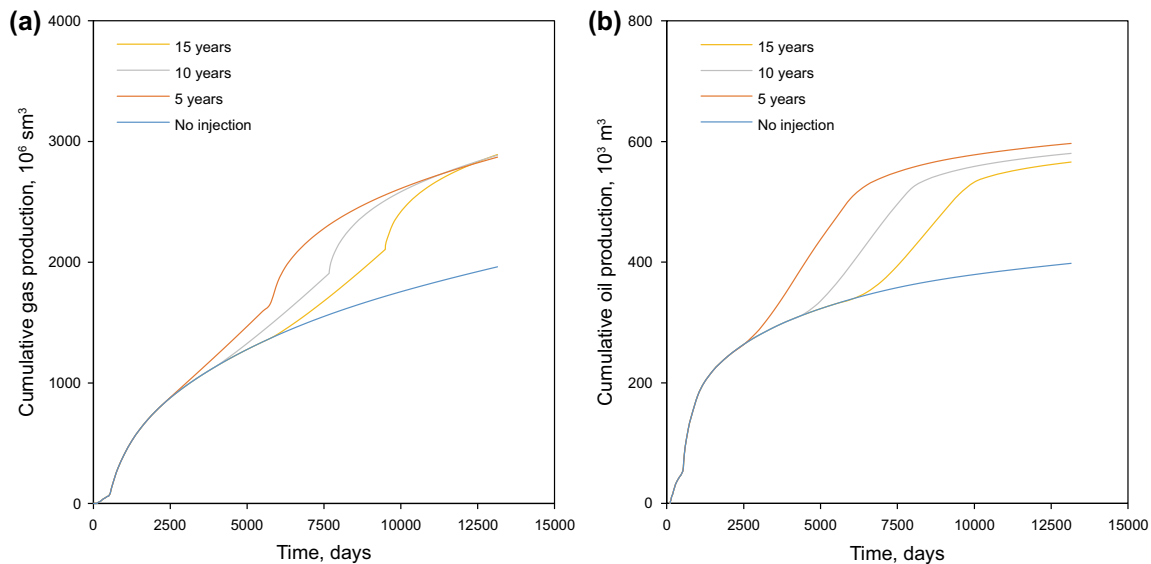 (a)
4000
3000
2000
1000
0
Cumulative gas production, 10⁶ sm³
15 years
10 years
5 years
No injection
0 2500 5000 7500 10000 12500 15000
Time, days
(b)
800
600
400
200
0
Cumulative oil production, 10³ m³
15 years
10 years
5 years
No injection
0 2500 5000 7500 10000 12500 15000
Time, days